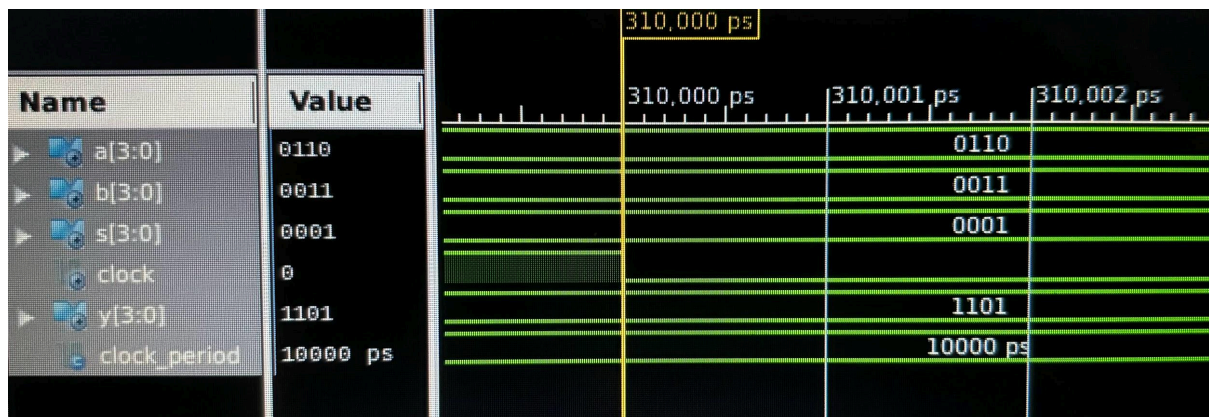 310,000 ps
Name Value 310,000 ps 310,001 ps 310,002 ps
a[3:0] 0110 0110
b[3:0] 0011 0011
s[3:0] 0001 0001
clock 0
y[3:0] 1101 1101
clock_period 10000 ps 10000 ps